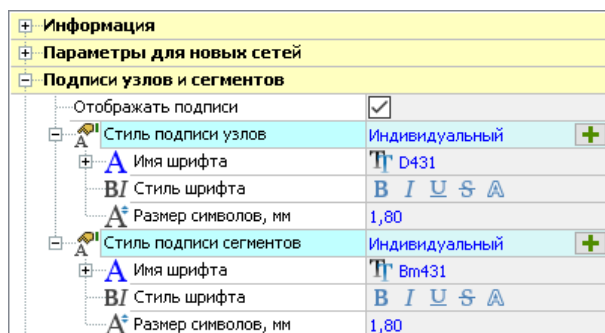 Информация
Параметры для новых сетей
Подписи узлов и сегментов
Отображать подписи
Стиль подписи узлов Индивидуальный
Имя шрифта D431
Стиль шрифта B I U S A
Размер символов, мм 1,80
Стиль подписи сегментов Индивидуальный
Имя шрифта Bm431
Стиль шрифта B I U S A
Размер символов, мм 1,80